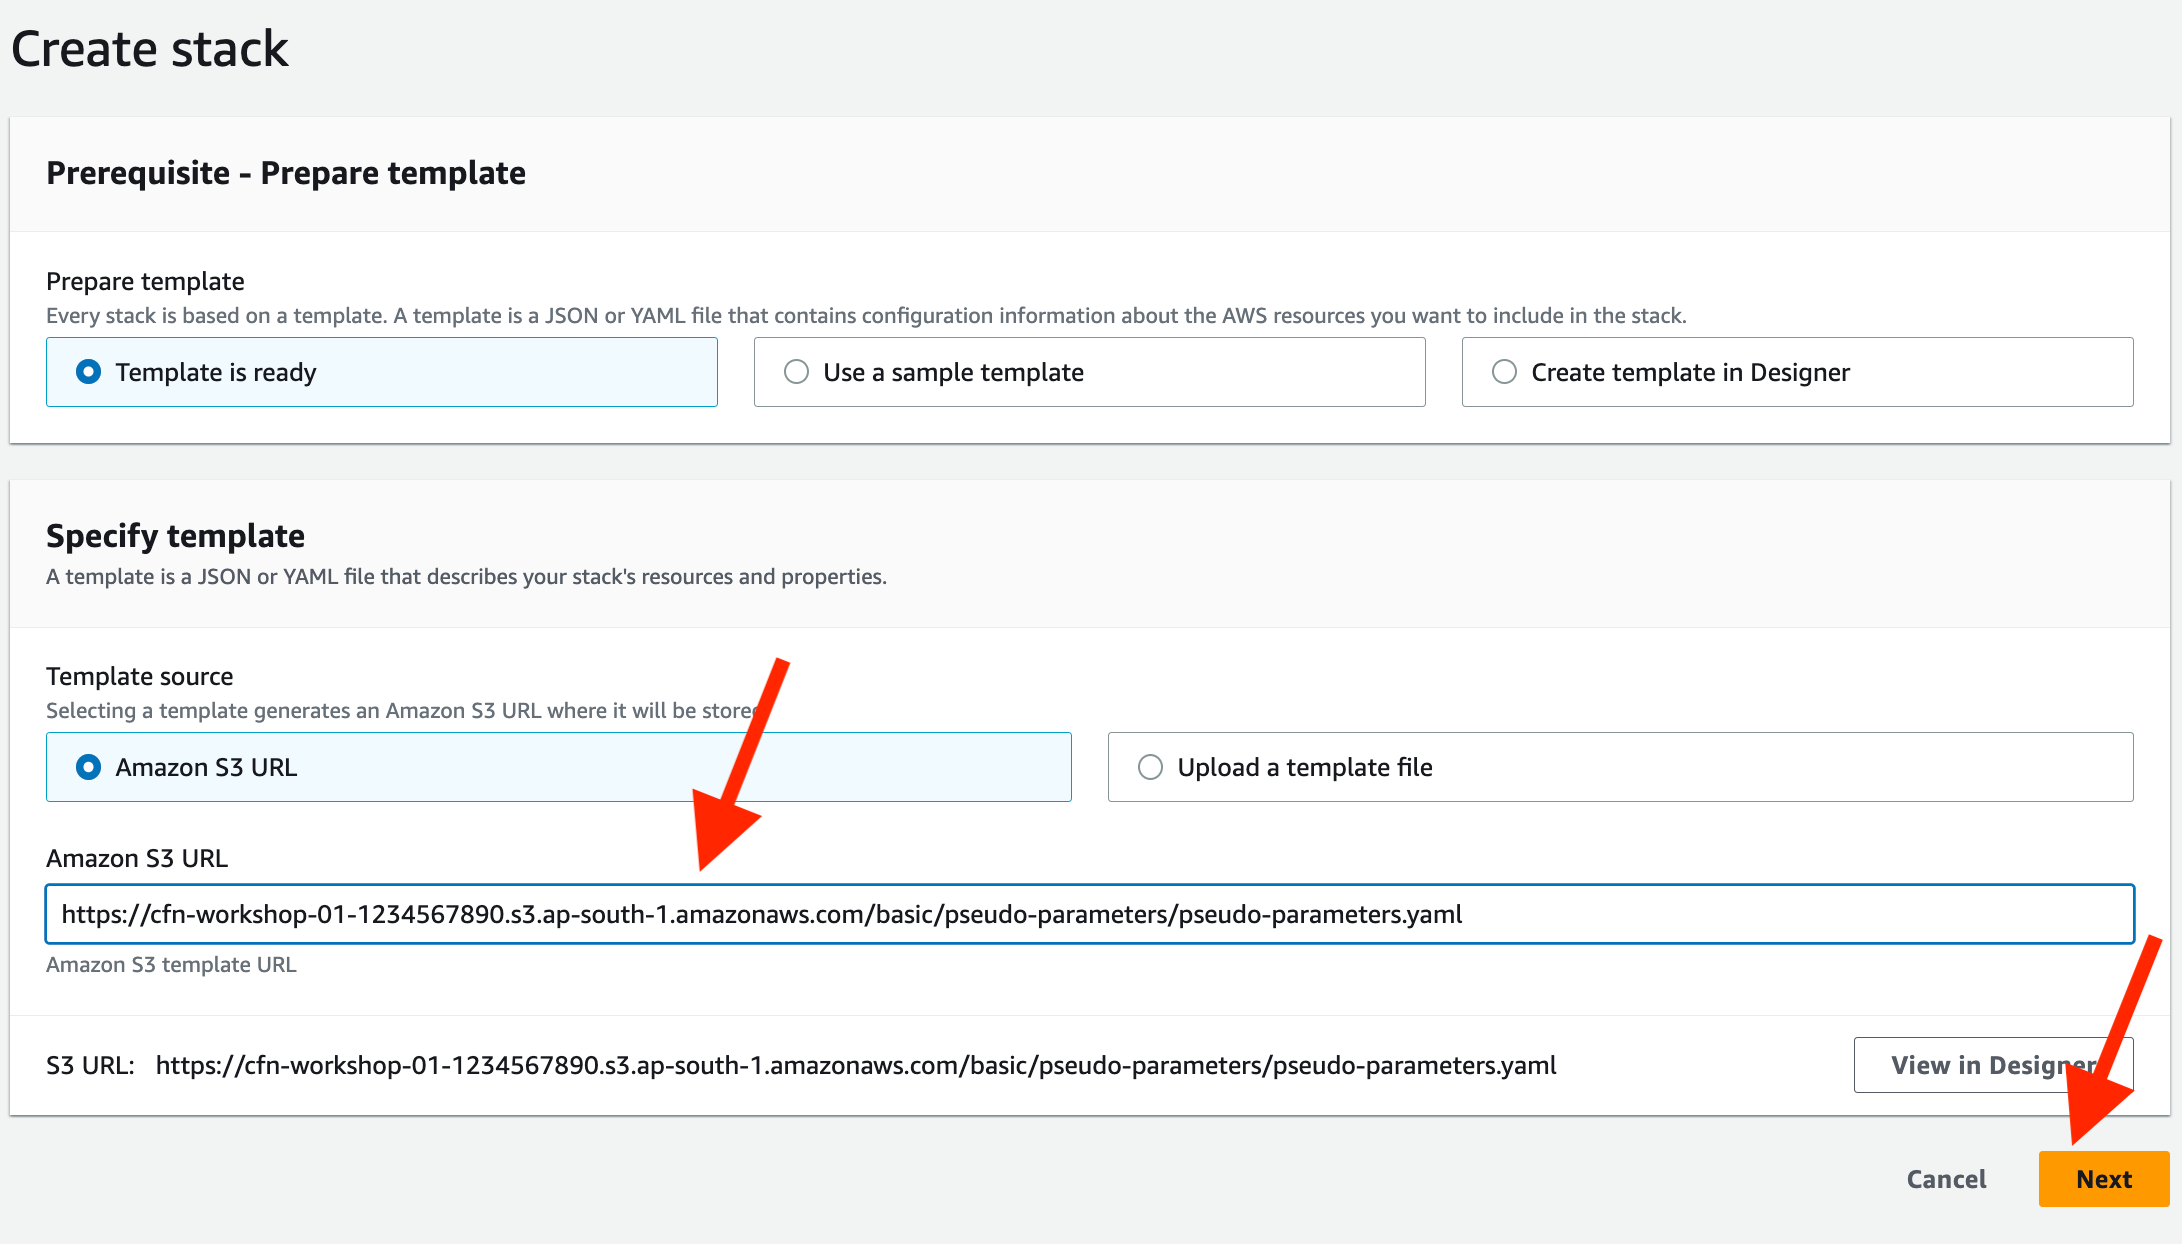 Create stack
Prerequisite - Prepare template
Prepare template
Every stack is based on a template. A template is a JSON or YAML file that contains configuration information about the AWS resources you want to include in the stack.
Template is ready
Use a sample template
Create template in Designer
Specify template
A template is a JSON or YAML file that describes your stack's resources and properties.
Template source
Selecting a template generates an Amazon S3 URL where it will be stored
Amazon S3 URL
Upload a template file
Amazon S3 URL
https://cfn-workshop-01-1234567890.s3.ap-south-1.amazonaws.com/basic/pseudo-parameters/pseudo-parameters.yaml
Amazon S3 template URL
S3 URL: https://cfn-workshop-01-1234567890.s3.ap-south-1.amazonaws.com/basic/pseudo-parameters/pseudo-parameters.yaml
View in Designer
Cancel
Next